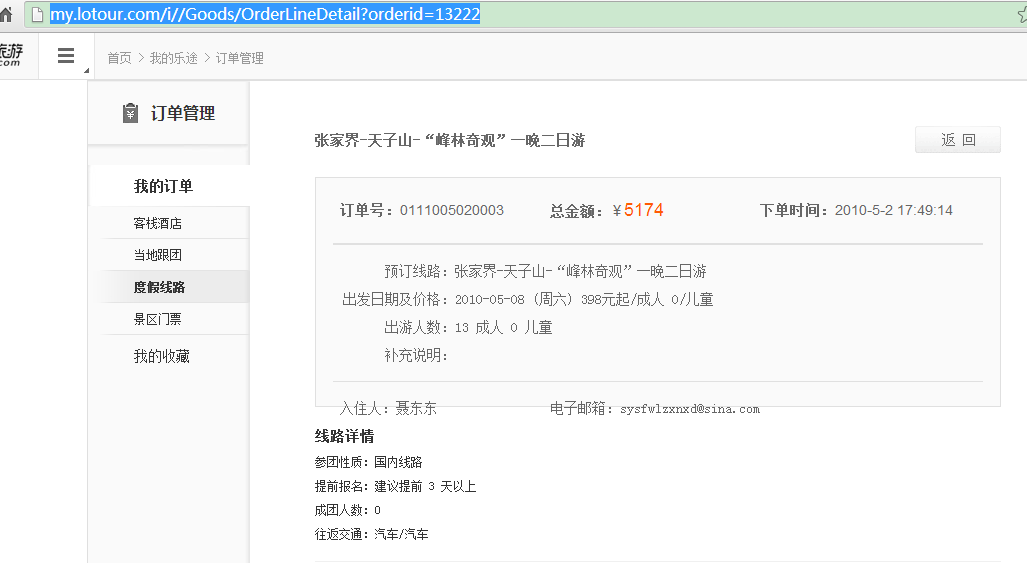 my.lotour.com/i//Goods/OrderLineDetail?orderid=13222
旅游
com
首页 > 我的乐途 > 订单管理
订单管理
我的订单
客栈酒店
当地跟团
度假线路
景区门票
我的收藏
张家界-天子山-“峰林奇观”一晚二日游
返 回
订单号：0111005020003 总金额：￥5174 下单时间：2010-5-2 17:49:14
预订线路：张家界-天子山-“峰林奇观”一晚二日游
出发日期及价格：2010-05-08 (周六) 398元起/成人 0/儿童
出游人数：13 成人 0 儿童
补充说明：
入住人：聂东东 电子邮箱：sysfwlzxnxd@sina.com
线路详情
参团性质：国内线路
提前报名：建议提前 3 天以上
成团人数：0
往返交通：汽车/汽车